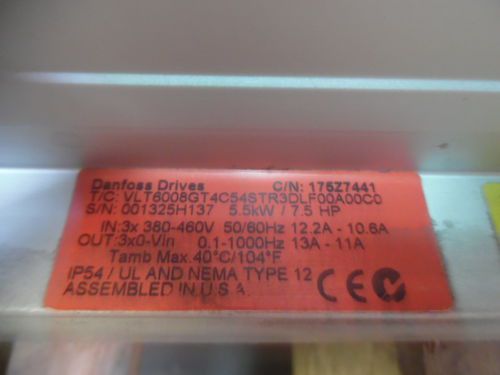 Danfoss Drives C/N: 175Z7441
T/C: VLT6008GT4C54STR3DLF00A00C0
S/N: 001325H137 5.5kW / 7.5 HP
IN: 3x 380-460V 50/60Hz 12.2A - 10.6A
OUT: 3x0-Vin 0.1-1000Hz 13A - 11A
Tamb Max. 40°C/104°F
IP54 / UL AND NEMA TYPE 12
ASSEMBLED IN U.S.A.
CE